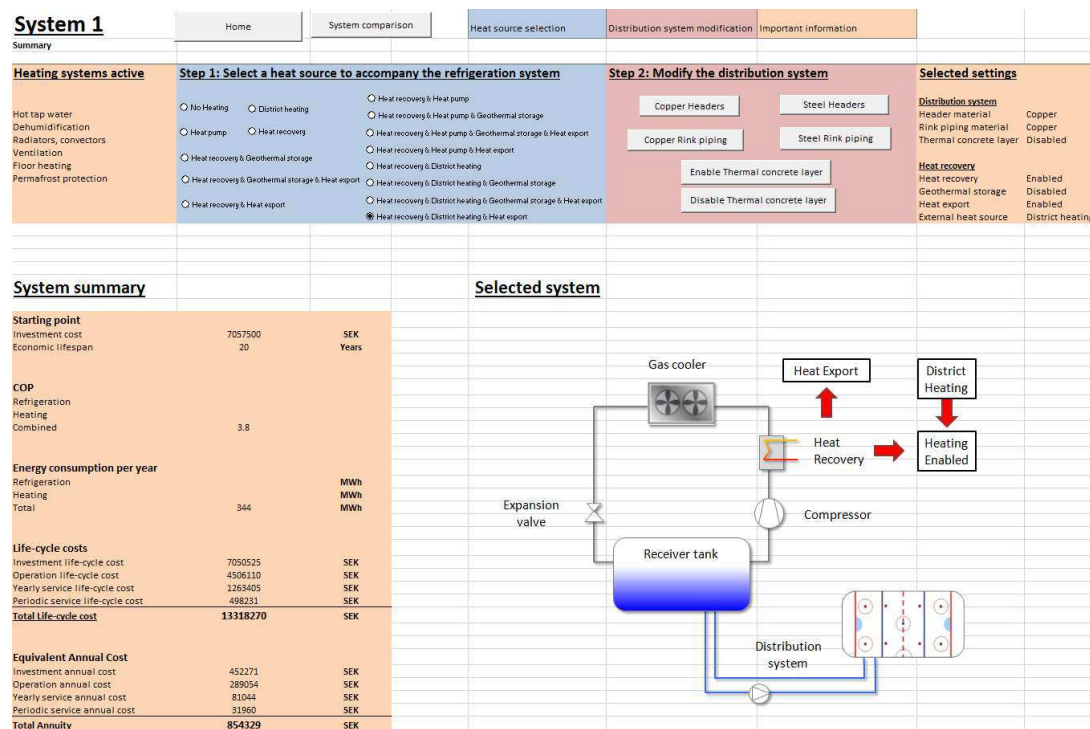 System 1
Home
System comparison
Heat source selection
Distribution system modification
Important information
Summary
Heating systems active
Hot tap water
Dehumidification
Radiators, convectors
Ventilation
Floor heating
Permafrost protection
Step 1: Select a heat source to accompany the refrigeration system
No Heating
District heating
Heat pump
Heat recovery
Heat recovery & Geothermal storage
Heat recovery & Geothermal storage & Heat export
Heat recovery & Heat export
Heat recovery & Heat pump
Heat recovery & Heat pump & Geothermal storage
Heat recovery & Heat pump & Geothermal storage & Heat export
Heat recovery & Heat pump & Heat export
Heat recovery & District heating
Heat recovery & District heating & Geothermal storage
Heat recovery & District heating & Geothermal storage & Heat export
Heat recovery & District heating & Heat export
Step 2: Modify the distribution system
Copper Headers
Steel Headers
Copper Rink piping
Steel Rink piping
Enable Thermal concrete layer
Disable Thermal concrete layer
Selected settings
Distribution system
Header material Copper
Rink piping material Copper
Thermal concrete layer Disabled
Heat recovery
Heat recovery Enabled
Geothermal storage Disabled
Heat export Enabled
External heat source District heating
System summary
Starting point
Investment cost 7057500 SEK
Economic lifespan 20 Years
COP
Refrigeration
Heating
Combined 3.8
Energy consumption per year
Refrigeration MWh
Heating MWh
Total 344 MWh
Life-cycle costs
Investment life-cycle cost 7050525 SEK
Operation life-cycle cost 4506110 SEK
Yearly service life-cycle cost 1263405 SEK
Periodic service life-cycle cost 498231 SEK
Total Life-cycle cost 13318270 SEK
Equivalent Annual Cost
Investment annual cost 452271 SEK
Operation annual cost 289054 SEK
Yearly service annual cost 81044 SEK
Periodic service annual cost 31960 SEK
Total Annuity 854329 SEK
Selected system
Gas cooler
Heat Export
District
Heating
Heat
Recovery
Heating
Enabled
Expansion
valve
Compressor
Receiver tank
Distribution
system